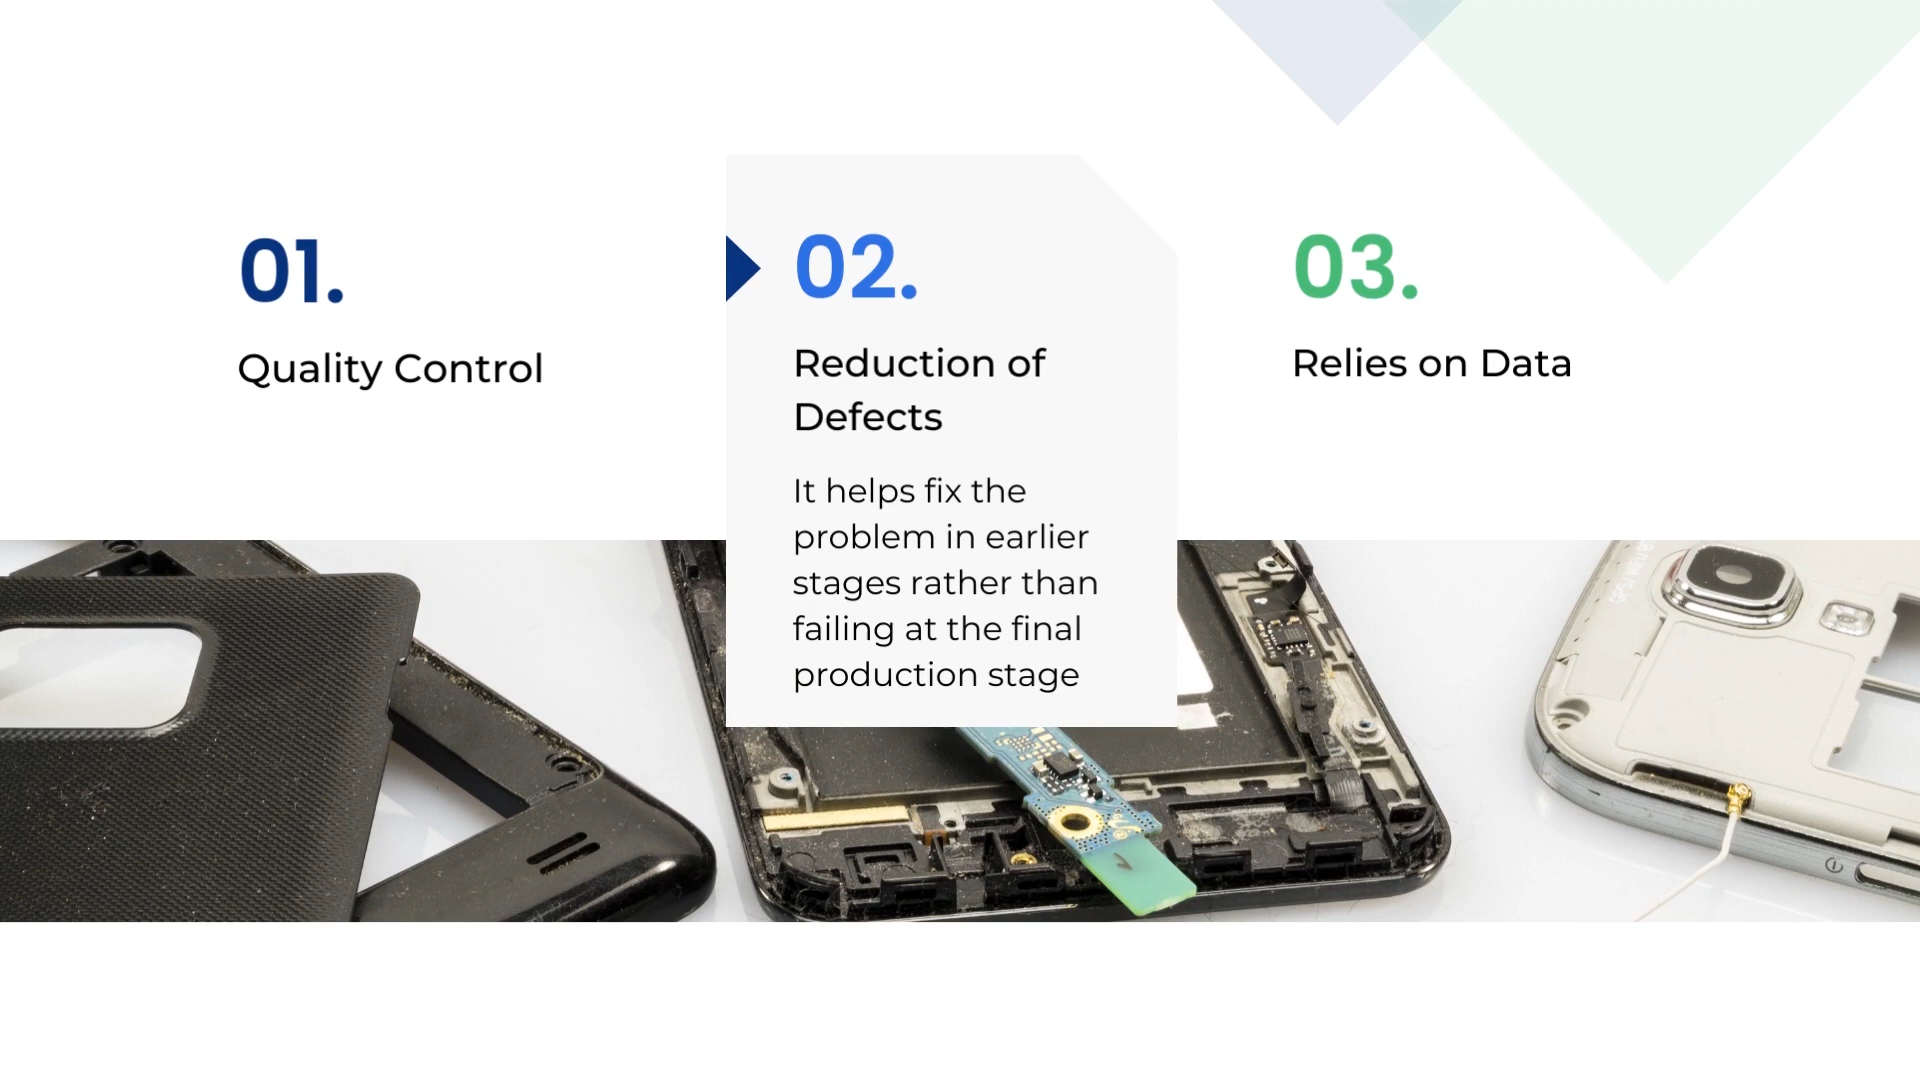 01.
Quality Control
02.
Reduction of
Defects
It helps fix the
problem in earlier
stages rather than
failing at the final
production stage
03.
Relies on Data